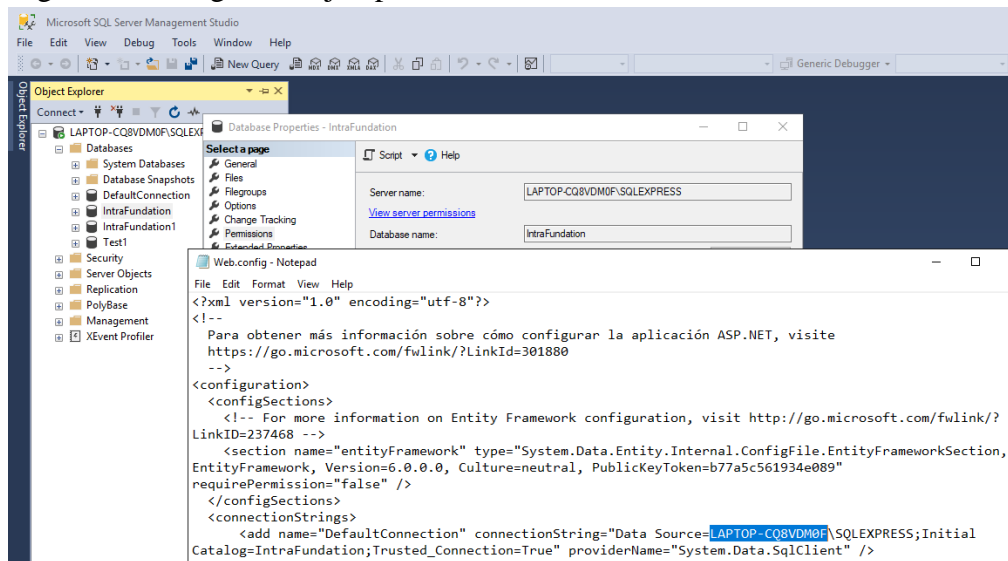 Microsoft SQL Server Management Studio
File Edit View Debug Tools Window Help
New Query MDX DMX XMLA DAX Generic Debugger
Object Explorer
Object Explorer
Connect
LAPTOP-CQ8VDM0F\SQLEXP
Databases
System Databases
Database Snapshots
DefaultConnection
IntraFundation
IntraFundation1
Test1
Security
Server Objects
Replication
PolyBase
Management
XEvent Profiler
Database Properties - IntraFundation
Select a page
General
Files
Filegroups
Options
Change Tracking
Permissions
Extended Properties
Script Help
Server name: LAPTOP-CQ8VDM0F\SQLEXPRESS
View server permissions
Database name: IntraFundation
Web.config - Notepad
File Edit Format View Help
<?xml version="1.0" encoding="utf-8"?>
<!--
Para obtener más información sobre cómo configurar la aplicación ASP.NET, visite
https://go.microsoft.com/fwlink/?LinkId=301880
-->
<configuration>
<configSections>
<!-- For more information on Entity Framework configuration, visit http://go.microsoft.com/fwlink/?
LinkID=237468 -->
<section name="entityFramework" type="System.Data.Entity.Internal.ConfigFile.EntityFrameworkSection,
EntityFramework, Version=6.0.0.0, Culture=neutral, PublicKeyToken=b77a5c561934e089"
requirePermission="false" />
</configSections>
<connectionStrings>
<add name="DefaultConnection" connectionString="Data Source=LAPTOP-CQ8VDM0F\SQLEXPRESS;Initial
Catalog=IntraFundation;Trusted_Connection=True" providerName="System.Data.SqlClient" />